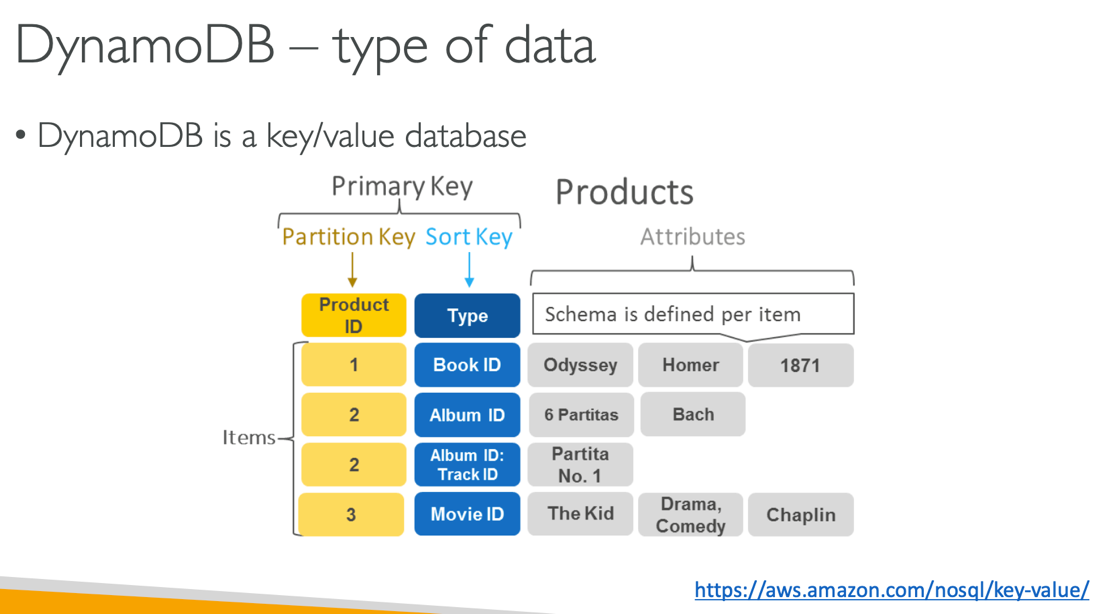 DynamoDB – type of data
• DynamoDB is a key/value database
Primary Key
Products
Partition Key
Sort Key
Attributes
Product
ID
Type
Schema is defined per item
Items
1
Book ID
Odyssey
Homer
1871
2
Album ID
6 Partitas
Bach
2
Album ID:
Track ID
Partita
No. 1
3
Movie ID
The Kid
Drama,
Comedy
Chaplin
https://aws.amazon.com/nosql/key-value/